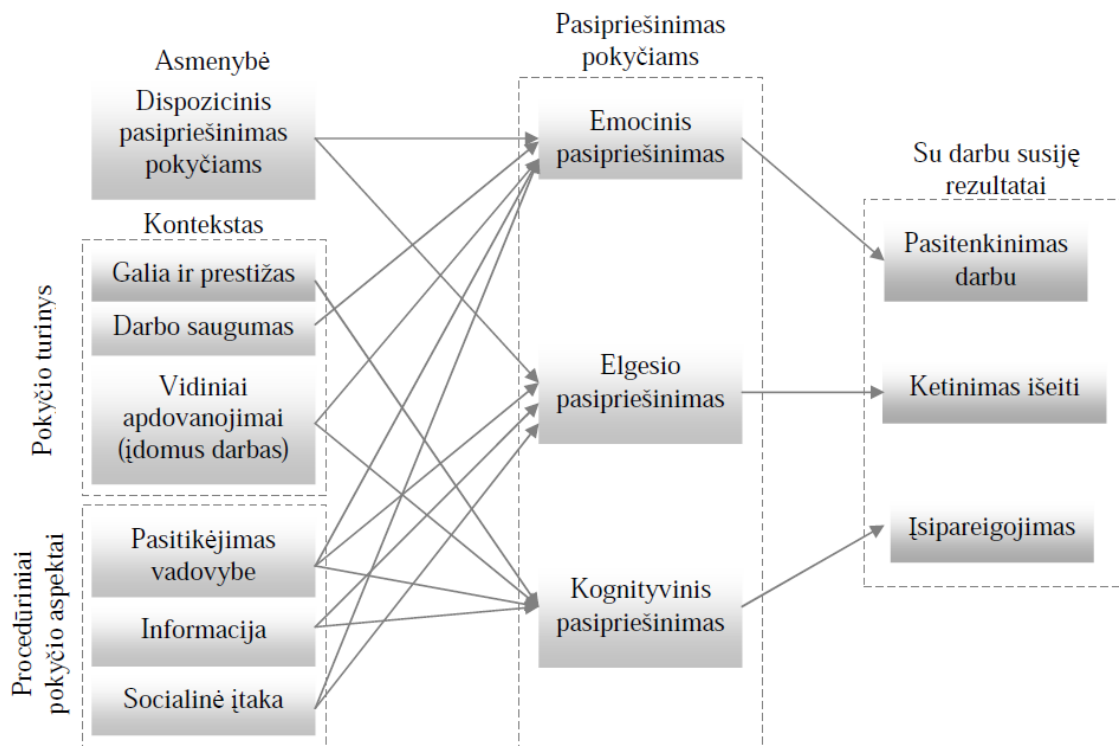 Asmenybė
Dispozicinis
pasipriešinimas
pokyčiams
Kontekstas
Pokyčio turinys
Galia ir prestižas
Darbo saugumas
Vidiniai
apdovanojimai
(įdomus darbas)
Procedūriniai
pokyčio aspektai
Pasitikėjimas
vadovybe
Informacija
Socialinė įtaka
Pasipriešinimas
pokyčiams
Emocinis
pasipriešinimas
Elgesio
pasipriešinimas
Kognityvinis
pasipriešinimas
Su darbu susiję
rezultatai
Pasitenkinimas
darbu
Ketinimas išeiti
Įsipareigojimas